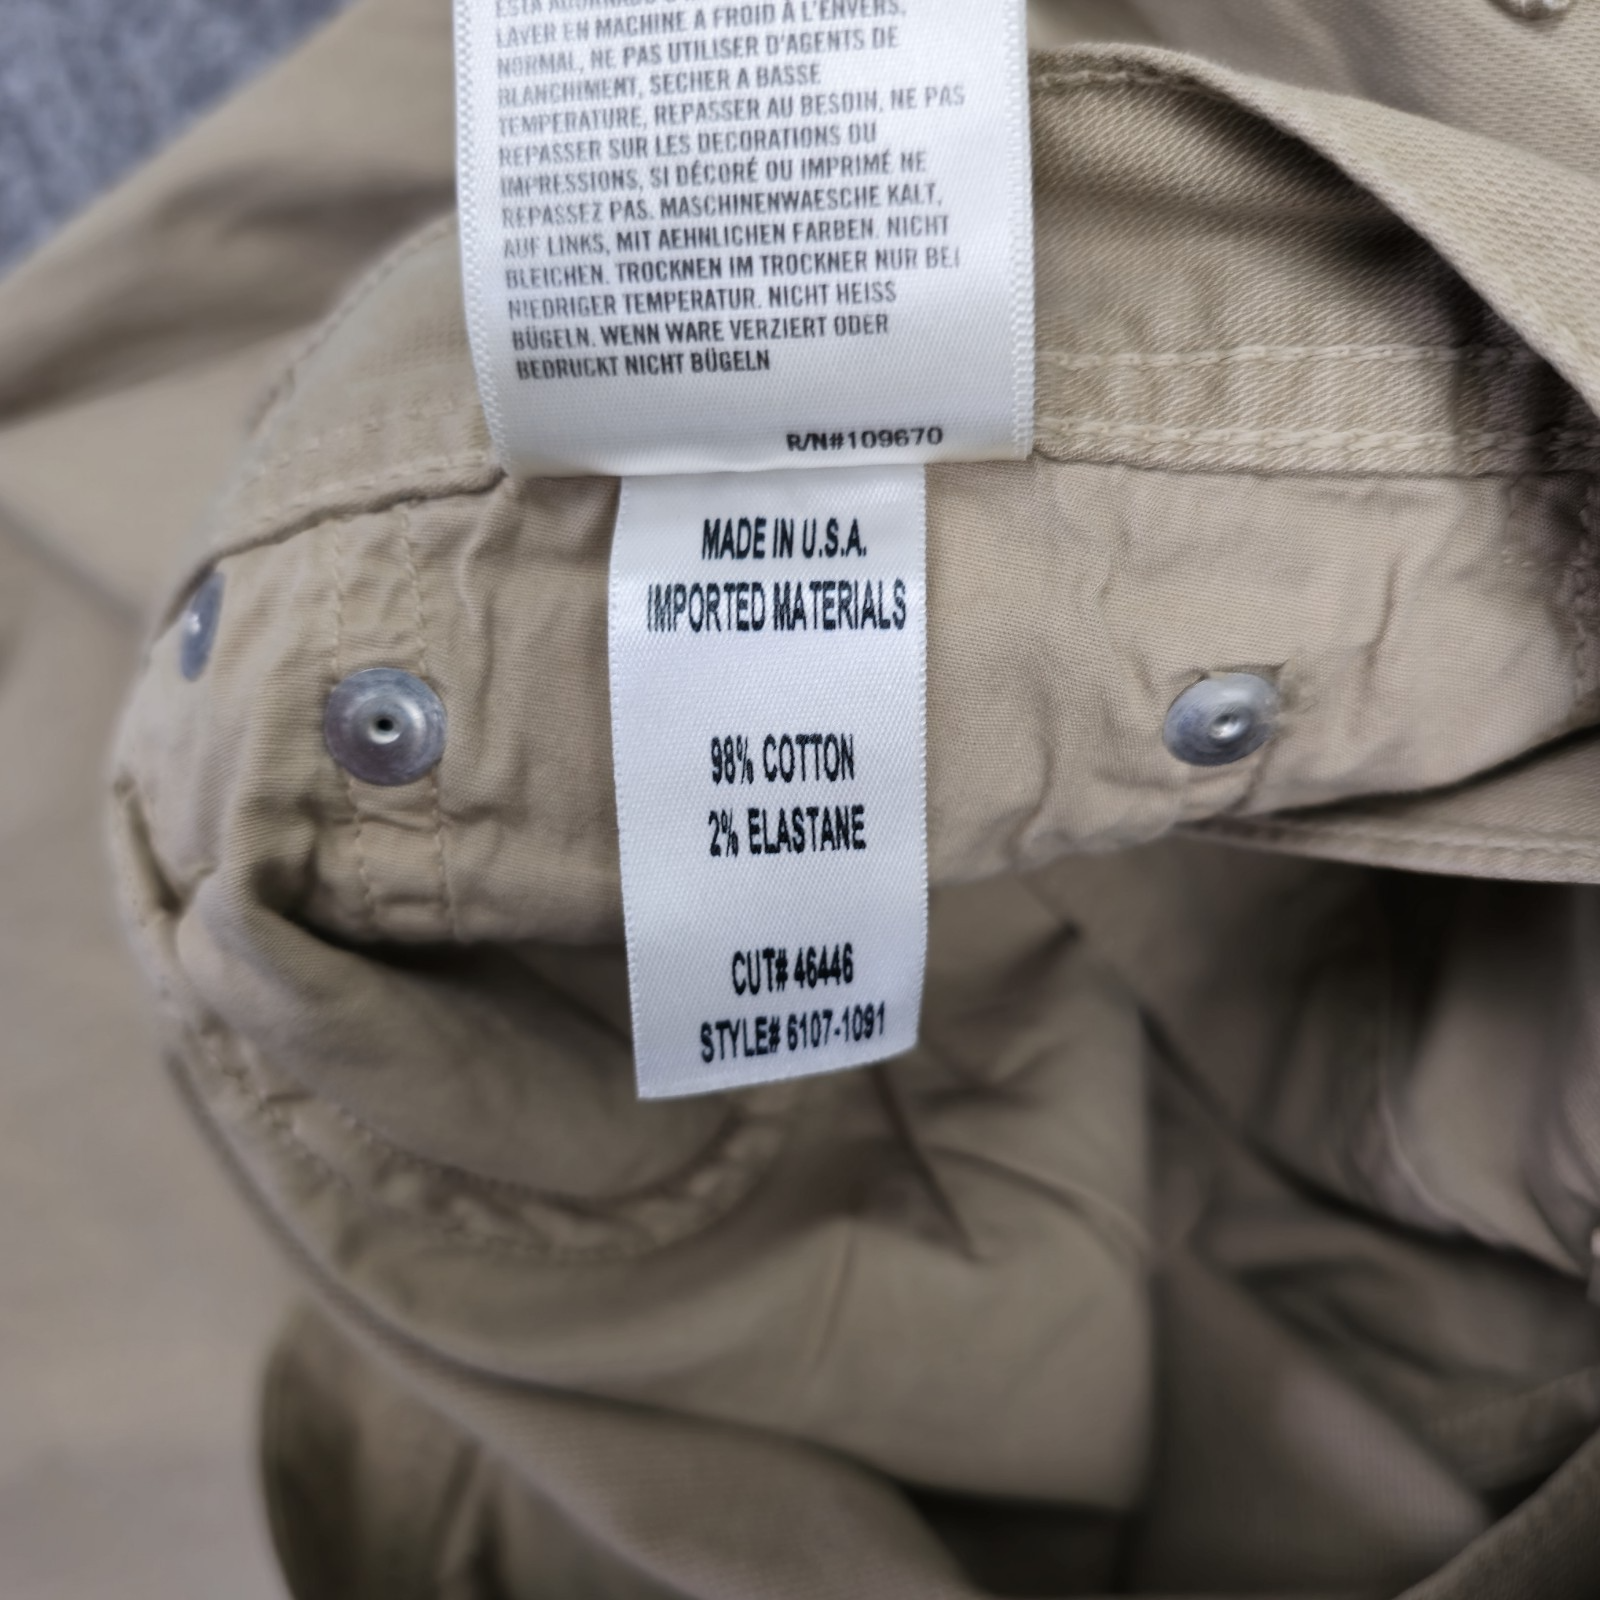 LAVER EN MACHINE A FROID À L'ENVERS,
NORMAL, NE PAS UTILISER D'AGENTS DE
BLANCHIMENT, SECHER A BASSE
TEMPERATURE, REPASSER AU BESOIN, NE PAS
REPASSER SUR LES DECORATIONS OU
IMPRESSIONS, SI DÉCORÉ OU IMPRIMÉ NE
REPASSEZ PAS. MASCHINENWAESCHE KALT,
AUF LINKS, MIT AEHNLICHEN FARBEN. NICHT
BLEICHEN. TROCKNEN IM TROCKNER NUR BEI
NIEDRIGER TEMPERATUR. NICHT HEISS
BÜGELN. WENN WARE VERZIERT ODER
BEDRUCKT NICHT BÜGELN
R/N#109670
MADE IN U.S.A.
IMPORTED MATERIALS
98% COTTON
2% ELASTANE
CUT# 46446
STYLE# 6107-1091